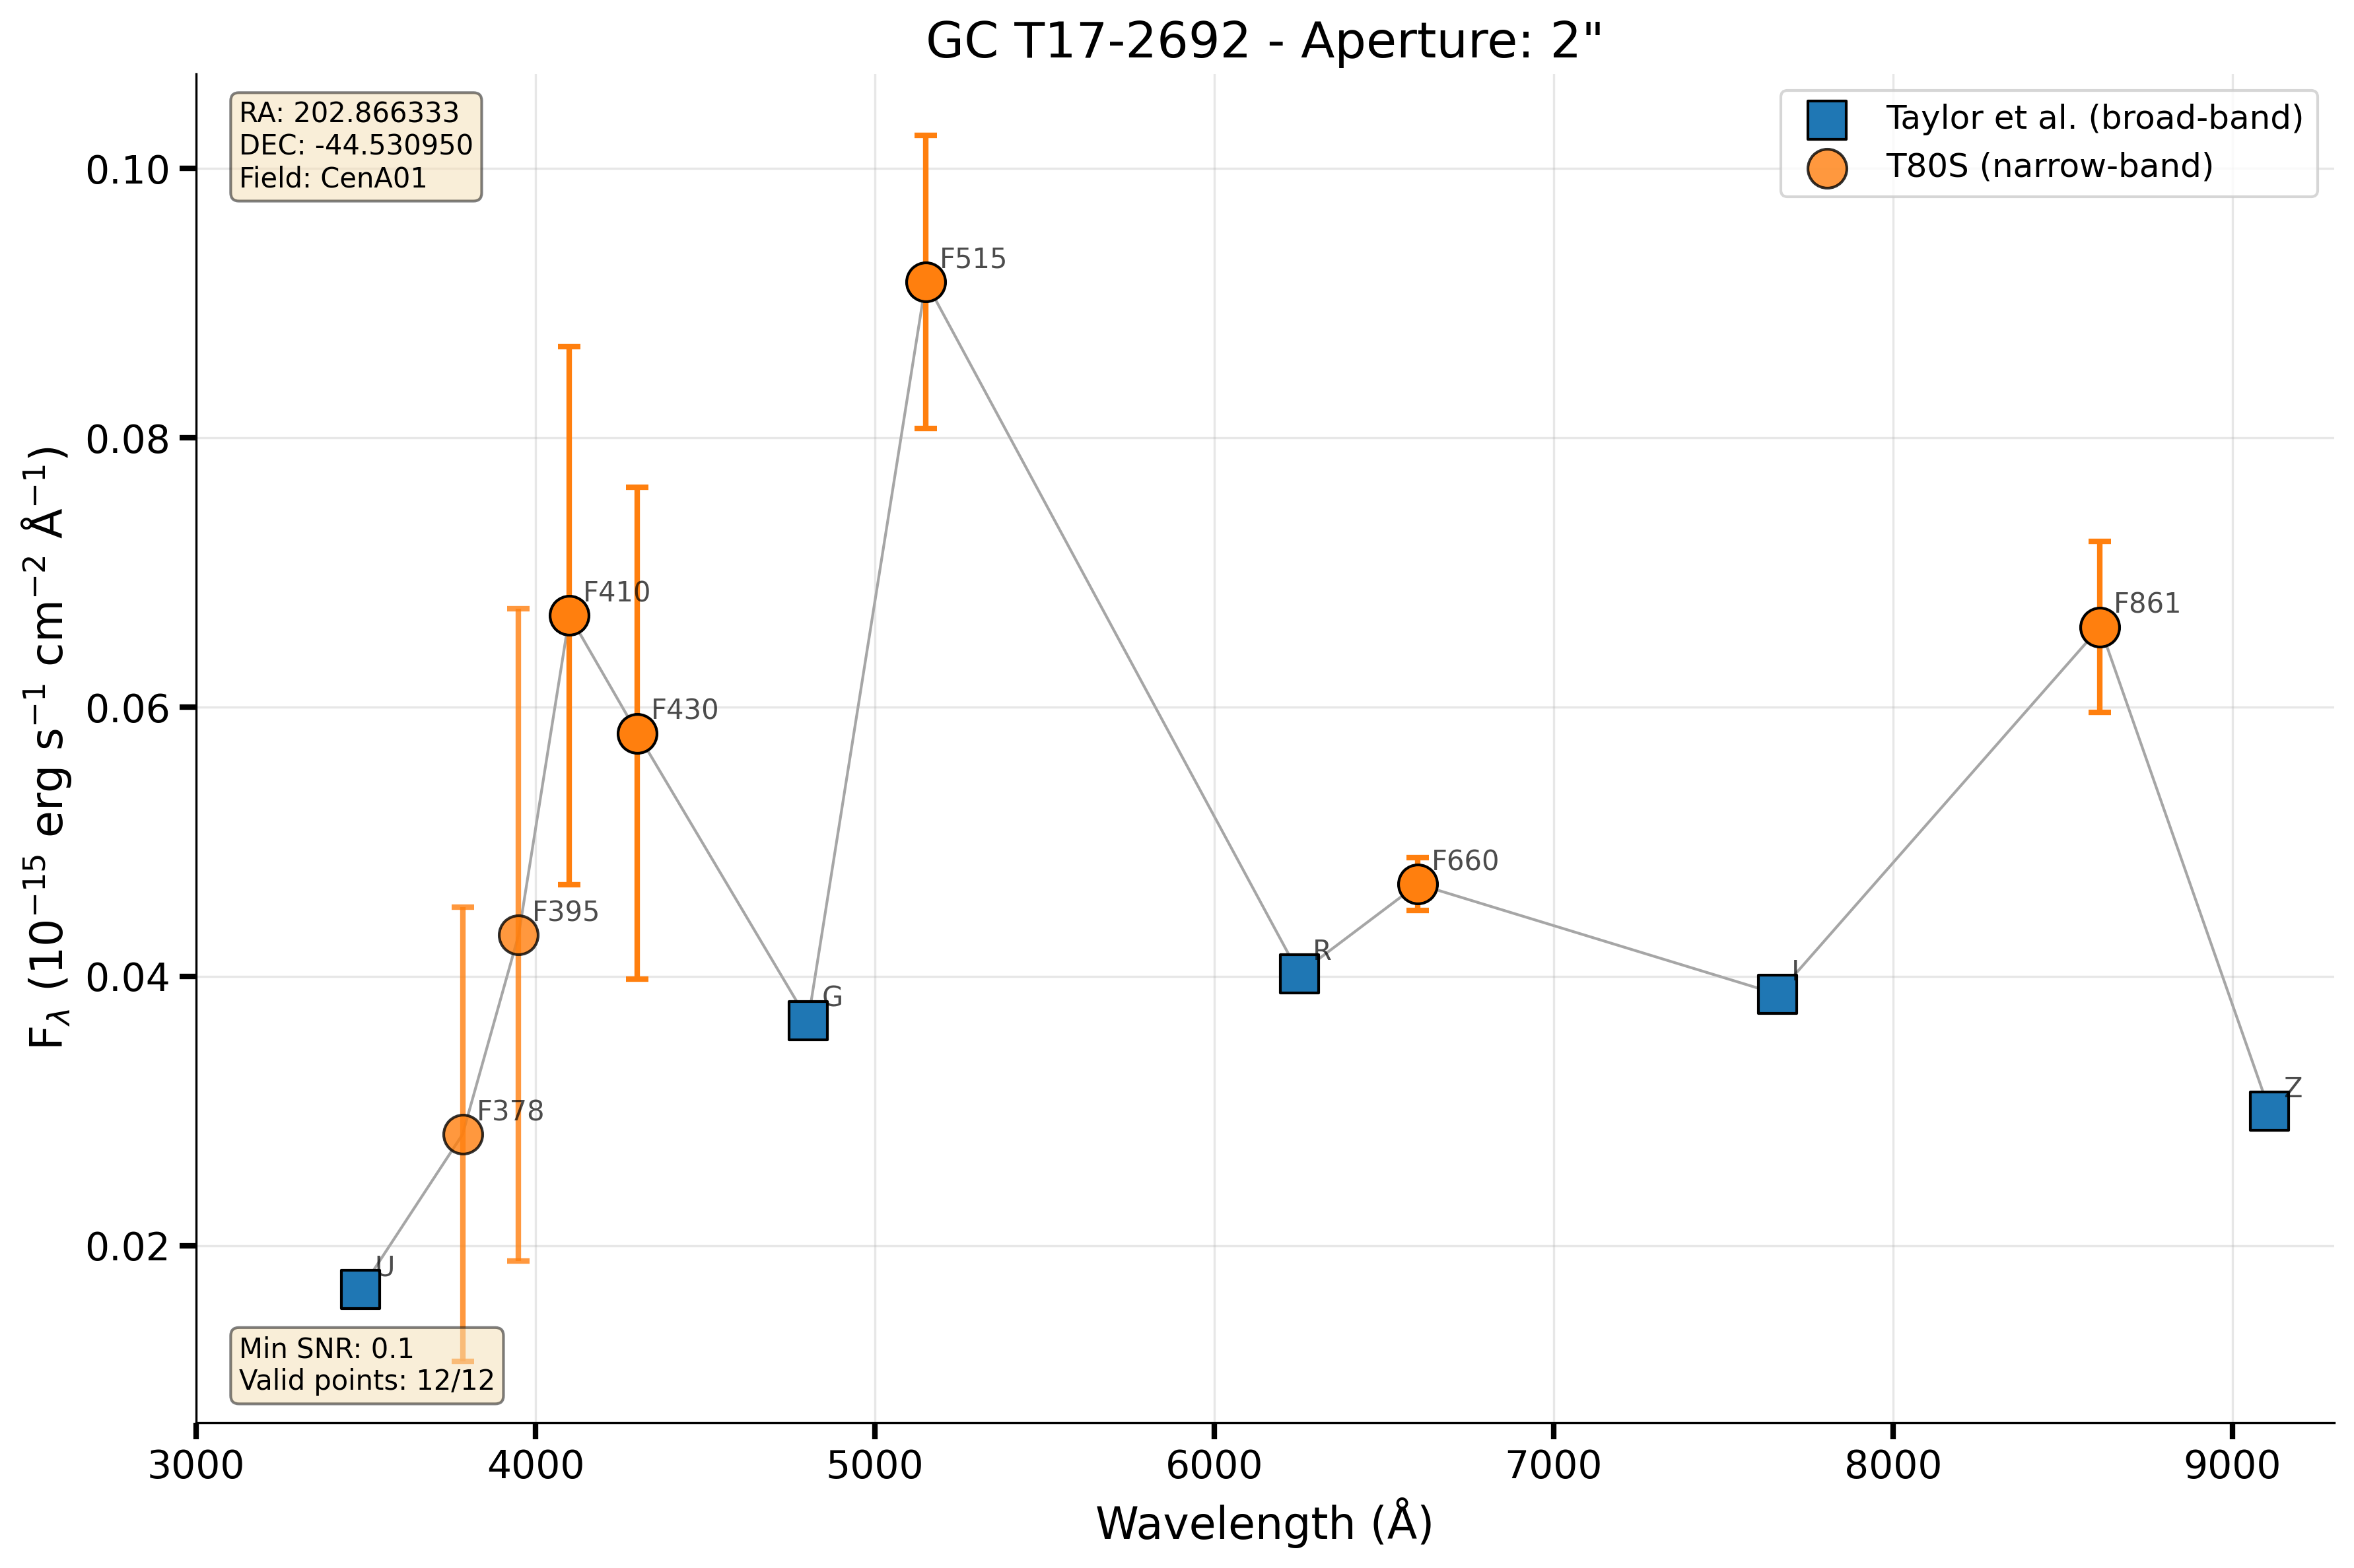 GC T17-2692 - Aperture: 2"
RA: 202.866333
DEC: -44.530950
Field: CenA01
Taylor et al. (broad-band)
T80S (narrow-band)
0.10
0.08
0.06
0.04
0.02
F_λ (10⁻¹⁵ erg s⁻¹ cm⁻² Å⁻¹)
F515
F410
F861
F430
F660
F395
R
I
G
F378
Z
U
Min SNR: 0.1
Valid points: 12/12
3000 4000 5000 6000 7000 8000 9000
Wavelength (Å)